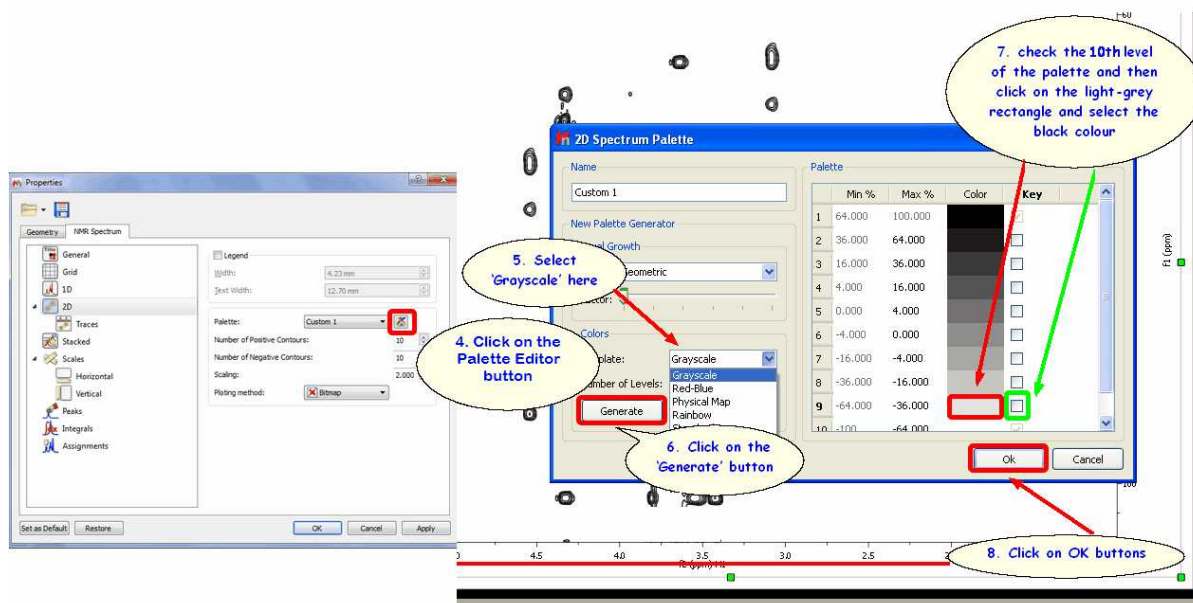 Properties
Geometry
NMR Spectrum
General
Grid
1D
2D
Traces
Stacked
Scales
Horizontal
Vertical
Peaks
Integrals
Assignments
Legend
Width:
4.23 mm
Text Width:
12.70 mm
Palette:
Custom 1
Number of Positive Contours:
10
Number of Negative Contours:
10
Scaling:
2.000
Ploting method:
Bitmap
Set as Default
Restore
OK
Cancel
Apply
4. Click on the
Palette Editor
button
2D Spectrum Palette
Name
Custom 1
New Palette Generator
Growth
Geometric
5. Select
'Grayscale' here
Colors
Grayscale
Grayscale
Red-Blue
Physical Map
Rainbow
Number of Levels:
Generate
6. Click on the
'Generate' button
Palette
Min % Max % Color Key
1 64.000 100.000
2 36.000 64.000
3 16.000 36.000
4 4.000 16.000
5 0.000 4.000
6 -4.000 0.000
7 -16.000 -4.000
8 -36.000 -16.000
9 -64.000 -36.000
10 -100 -64.000
Ok
Cancel
7. check the 10th level
of the palette and then
click on the light-grey
rectangle and select the
black colour
8. Click on OK buttons
60
f1 (ppm)
100
4.5 4.0 3.5 3.0 2.5